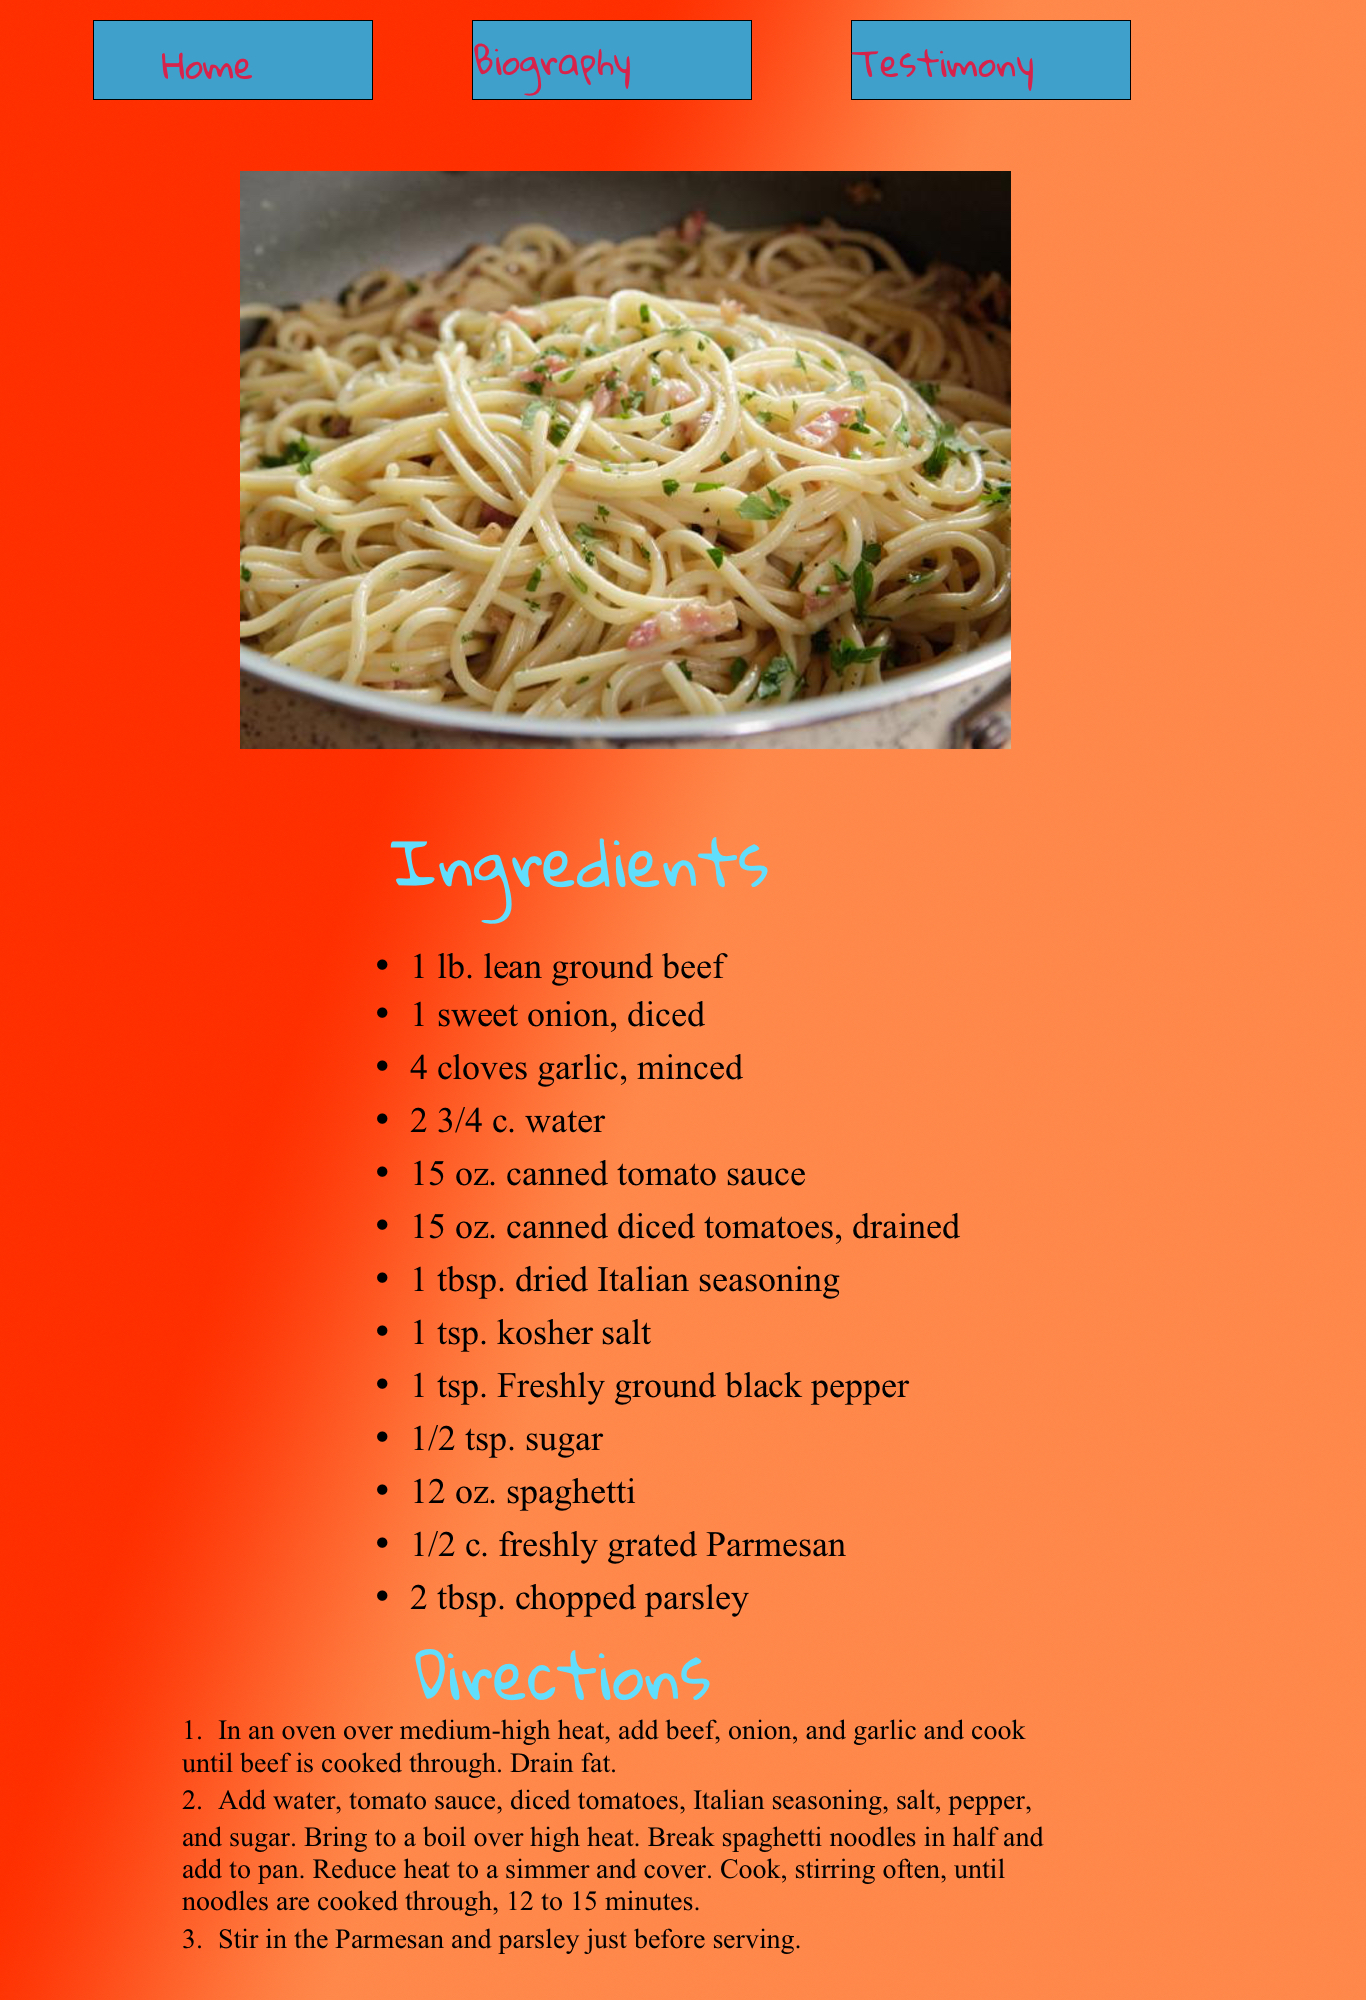 Home
Biography
Testimony
Ingredients
• 1 lb. lean ground beef
• 1 sweet onion, diced
• 4 cloves garlic, minced
• 2 3/4 c. water
• 15 oz. canned tomato sauce
• 15 oz. canned diced tomatoes, drained
• 1 tbsp. dried Italian seasoning
• 1 tsp. kosher salt
• 1 tsp. Freshly ground black pepper
• 1/2 tsp. sugar
• 12 oz. spaghetti
• 1/2 c. freshly grated Parmesan
• 2 tbsp. chopped parsley
Directions
1. In an oven over medium-high heat, add beef, onion, and garlic and cook
until beef is cooked through. Drain fat.
2. Add water, tomato sauce, diced tomatoes, Italian seasoning, salt, pepper,
and sugar. Bring to a boil over high heat. Break spaghetti noodles in half and
add to pan. Reduce heat to a simmer and cover. Cook, stirring often, until
noodles are cooked through, 12 to 15 minutes.
3. Stir in the Parmesan and parsley just before serving.